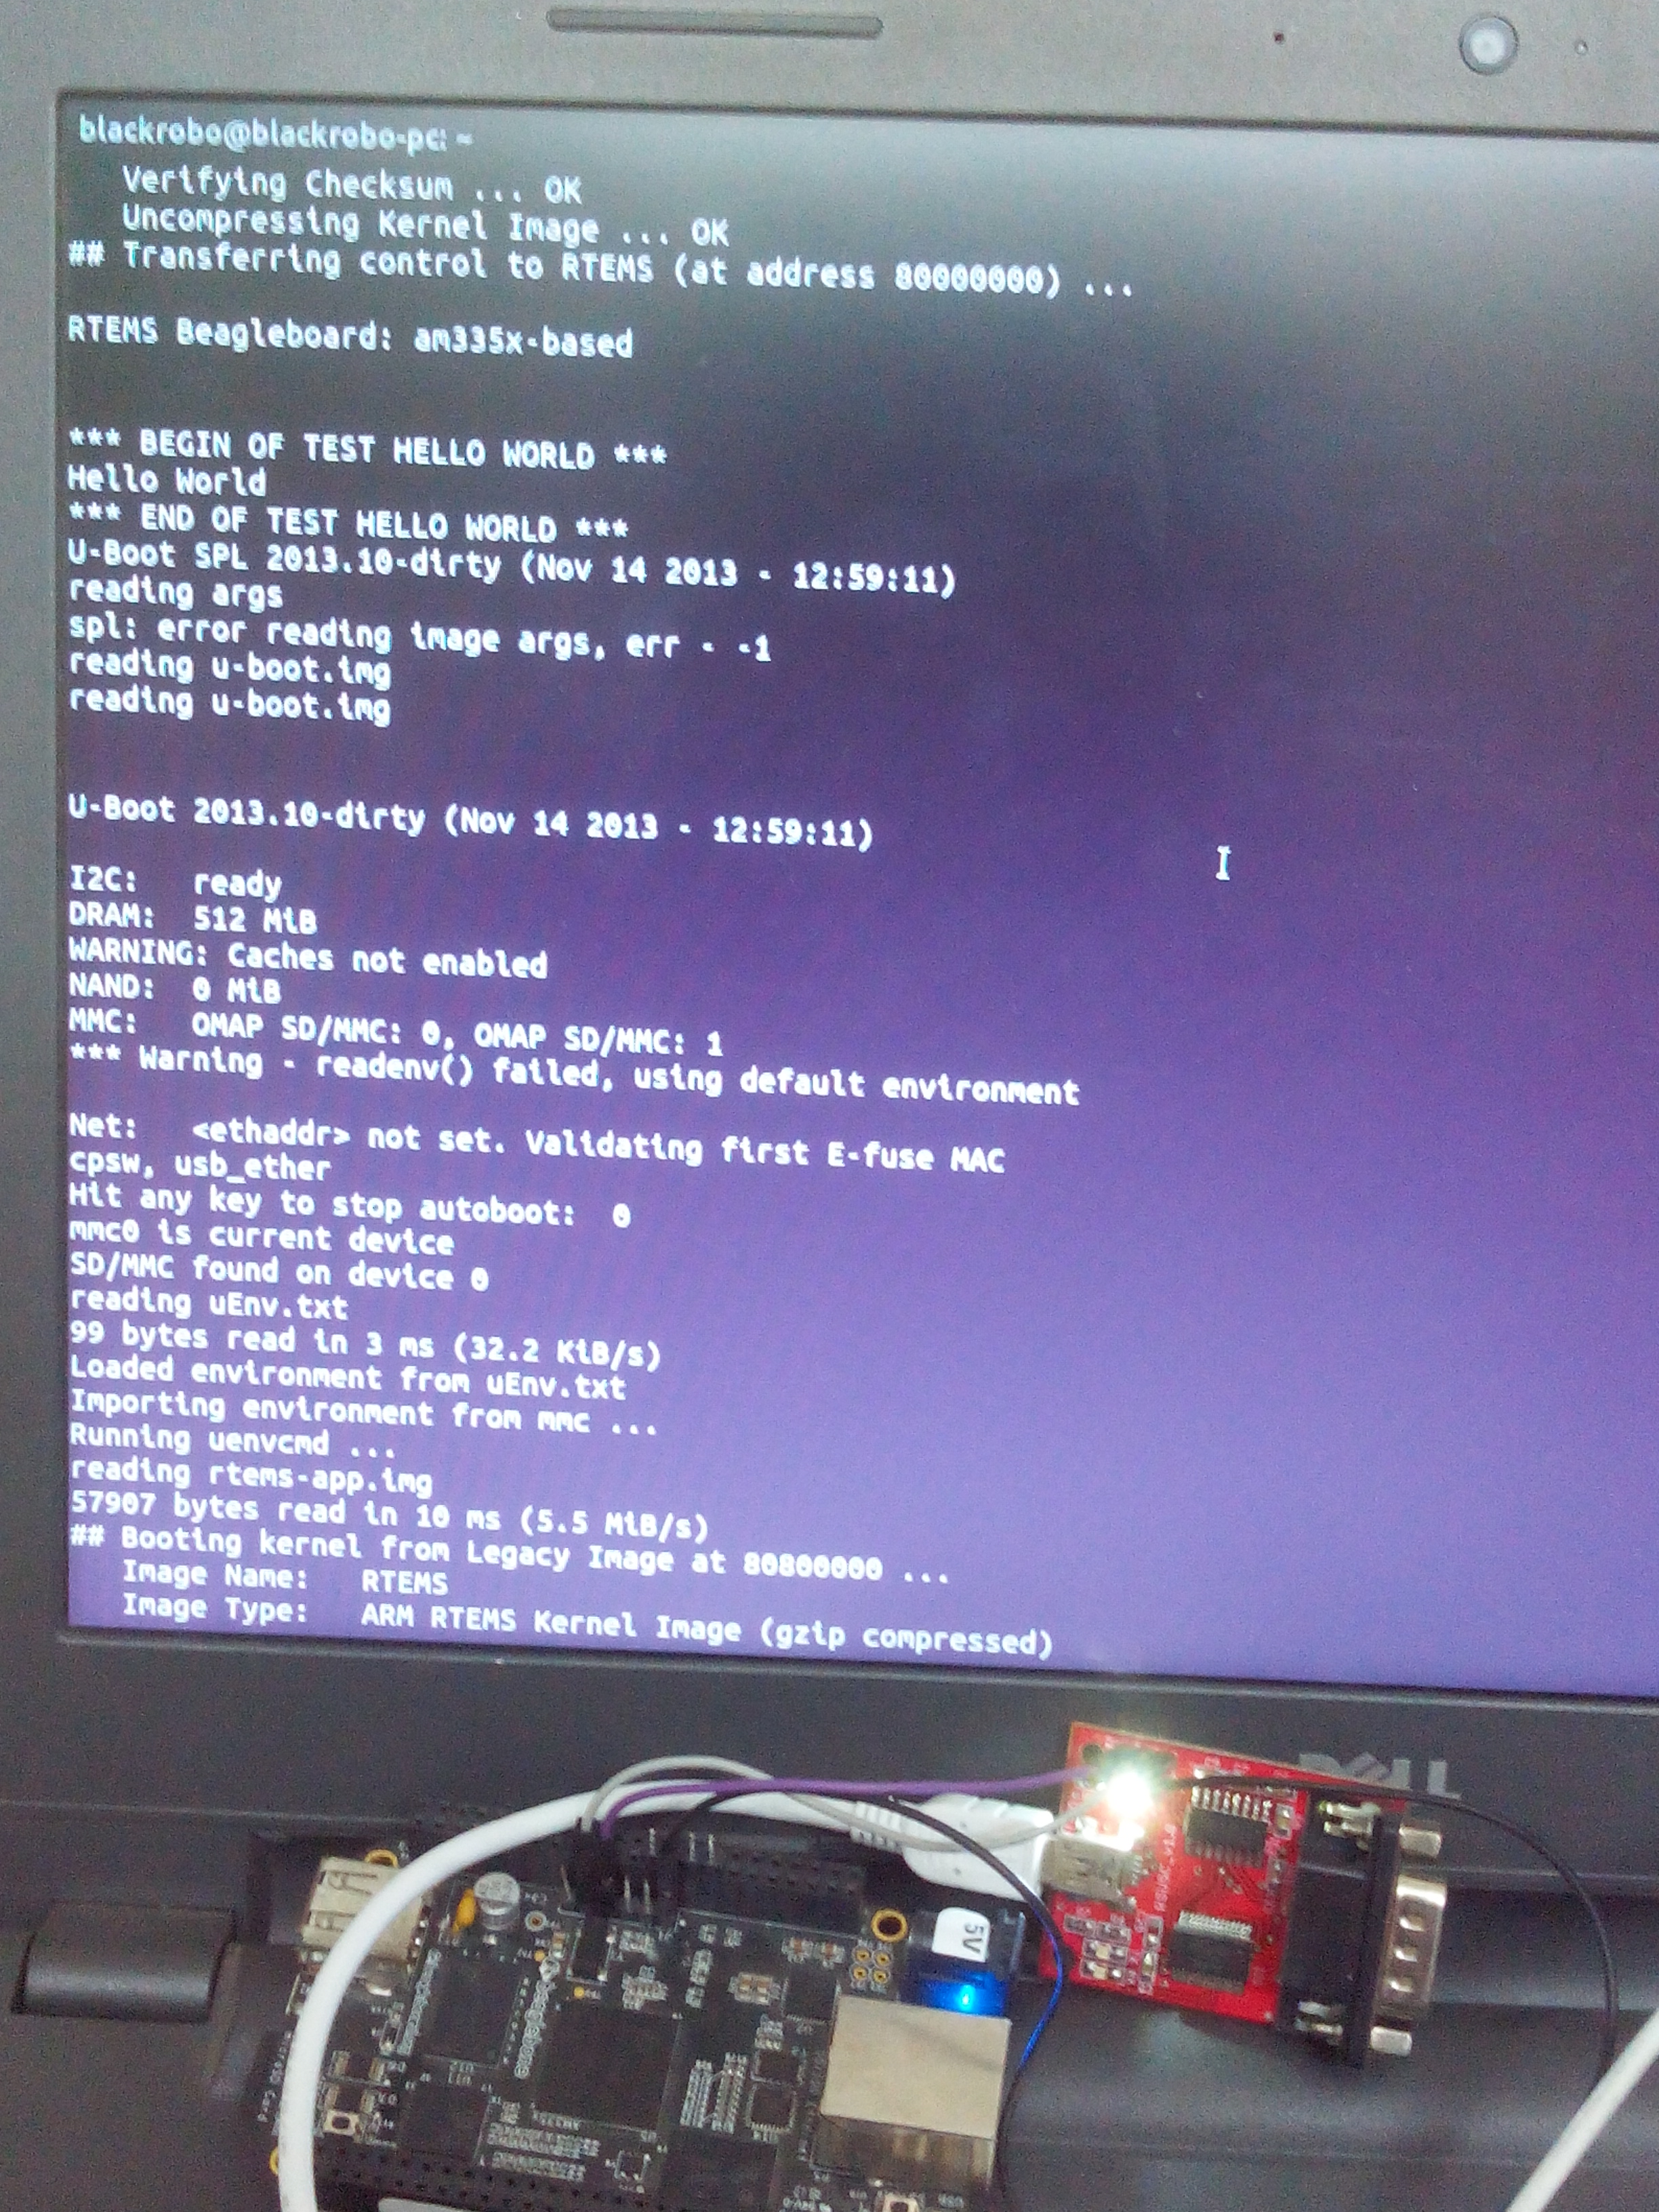 blackrobo@blackrobo-pc: ~
Verifying Checksum ... OK
Uncompressing Kernel Image ... OK
## Transferring control to RTEMS (at address 80000000) ...
RTEMS Beagleboard: am335x-based
*** BEGIN OF TEST HELLO WORLD ***
Hello World
*** END OF TEST HELLO WORLD ***
U-Boot SPL 2013.10-dirty (Nov 14 2013 - 12:59:11)
reading args
spl: error reading image args, err - -1
reading u-boot.img
reading u-boot.img
U-Boot 2013.10-dirty (Nov 14 2013 - 12:59:11)
I2C: ready
DRAM: 512 MiB
WARNING: Caches not enabled
NAND: 0 MiB
MMC: OMAP SD/MMC: 0, OMAP SD/MMC: 1
*** Warning - readenv() failed, using default environment
Net: <ethaddr> not set. Validating first E-fuse MAC
cpsw, usb_ether
Hit any key to stop autoboot: 0
mmc0 is current device
SD/MMC found on device 0
reading uEnv.txt
99 bytes read in 3 ms (32.2 KiB/s)
Loaded environment from uEnv.txt
Importing environment from mmc ...
Running uenvcmd ...
reading rtems-app.img
57907 bytes read in 10 ms (5.5 MiB/s)
## Booting kernel from Legacy Image at 80800000 ...
Image Name: RTEMS
Image Type: ARM RTEMS Kernel Image (gzip compressed)
DELL
5V